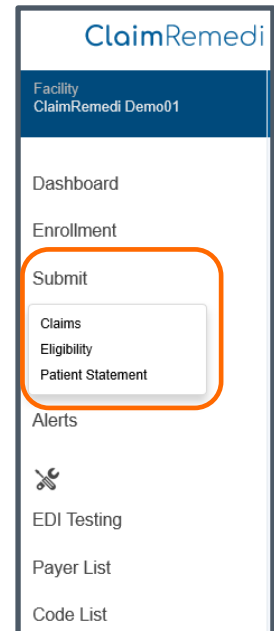 ClaimRemedi
Facility
ClaimRemedi Demo01
Dashboard
Enrollment
Submit
Claims
Eligibility
Patient Statement
Alerts
EDI Testing
Payer List
Code List